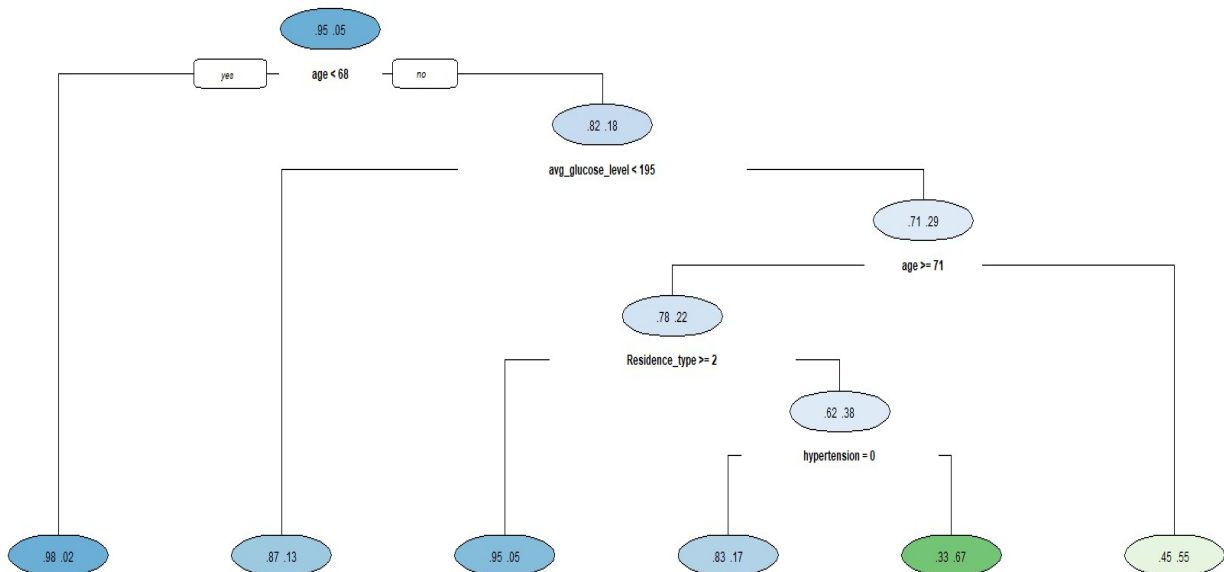 .95 .05
yes
age < 68
no
.82 .18
avg_glucose_level < 195
.71 .29
age >= 71
.78 .22
Residence_type >= 2
.62 .38
hypertension = 0
.98 .02
.87 .13
.95 .05
.83 .17
.33 .67
.45 .55